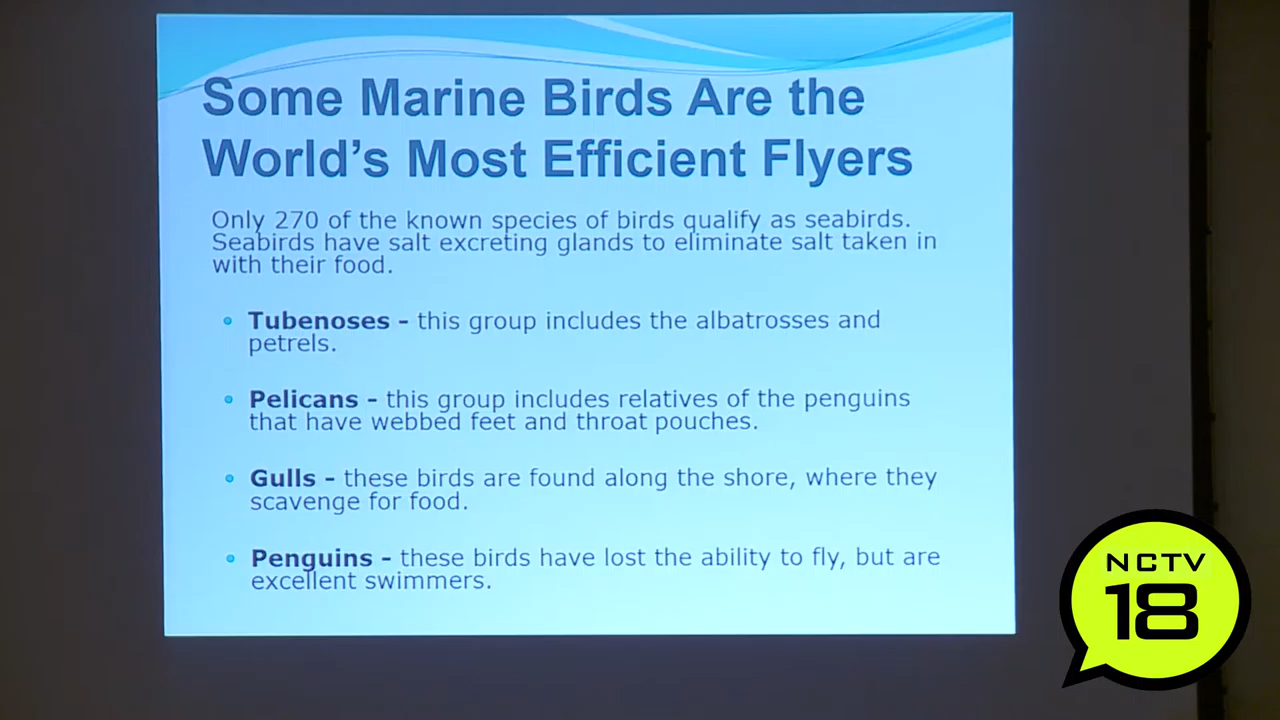 Some Marine Birds Are the
World's Most Efficient Flyers
Only 270 of the known species of birds qualify as seabirds.
Seabirds have salt excreting glands to eliminate salt taken in
with their food.
• Tubenoses - this group includes the albatrosses and
petrels.
• Pelicans - this group includes relatives of the penguins
that have webbed feet and throat pouches.
• Gulls - these birds are found along the shore, where they
scavenge for food.
• Penguins - these birds have lost the ability to fly, but are
excellent swimmers.
NCTV
18